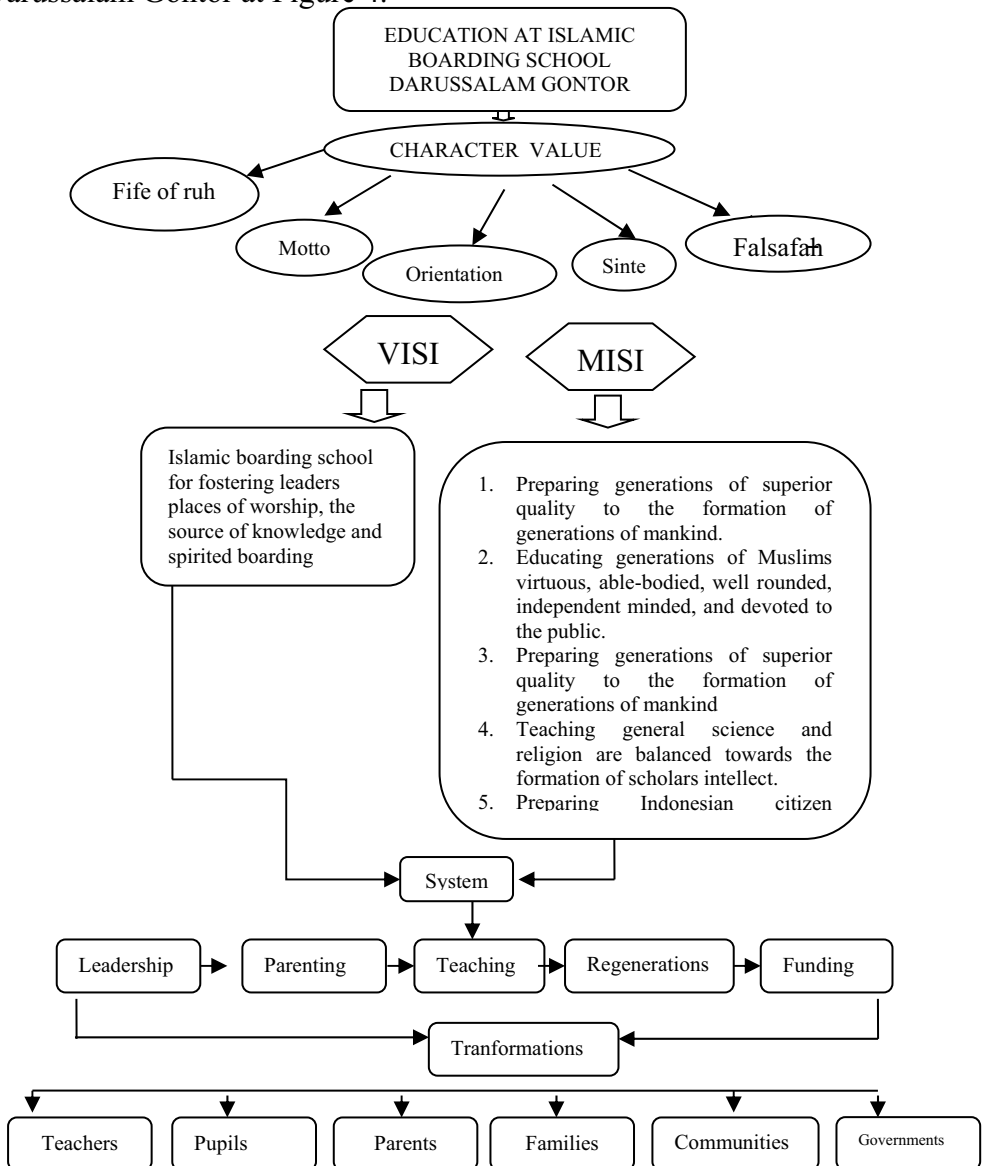 Darussalam Gontor at Figure 4.
EDUCATION AT ISLAMIC
BOARDING SCHOOL
DARUSSALAM GONTOR
CHARACTER VALUE
Fife of ruh
Motto
Orientation
Sinte
Falsafah
VISI
MISI
Islamic boarding school
for fostering leaders
places of worship, the
source of knowledge and
spirited boarding
1. Preparing generations of superior
quality to the formation of
generations of mankind.
2. Educating generations of Muslims
virtuous, able-bodied, well rounded,
independent minded, and devoted to
the public.
3. Preparing generations of superior
quality to the formation of
generations of mankind
4. Teaching general science and
religion are balanced towards the
formation of scholars intellect.
5. Preparing Indonesian citizen
System
Leadership
Parenting
Teaching
Regenerations
Funding
Tranformations
Teachers
Pupils
Parents
Families
Communities
Governments